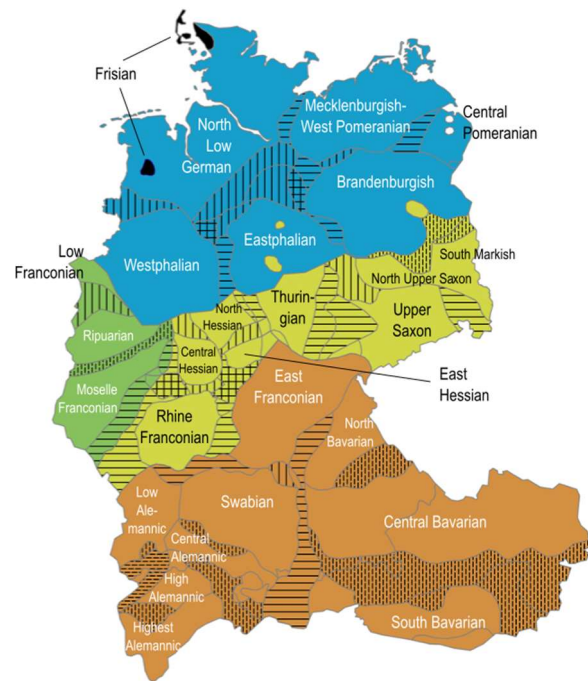 Frisian
Mecklenburgish-
West Pomeranian
Central
Pomeranian
North
Low
German
Brandenburgish
Low
Franconian
Westphalian
Eastphalian
South Markish
North Upper Saxon
Ripuarian
North
Hessian
Thurin-
gian
Upper
Saxon
Central
Hessian
Moselle
Franconian
East
Franconian
East
Hessian
Rhine
Franconian
North
Bavarian
Low
Ale-
mannic
Swabian
Central Bavarian
Central
Alemannic
High
Alemannic
Highest
Alemannic
South Bavarian